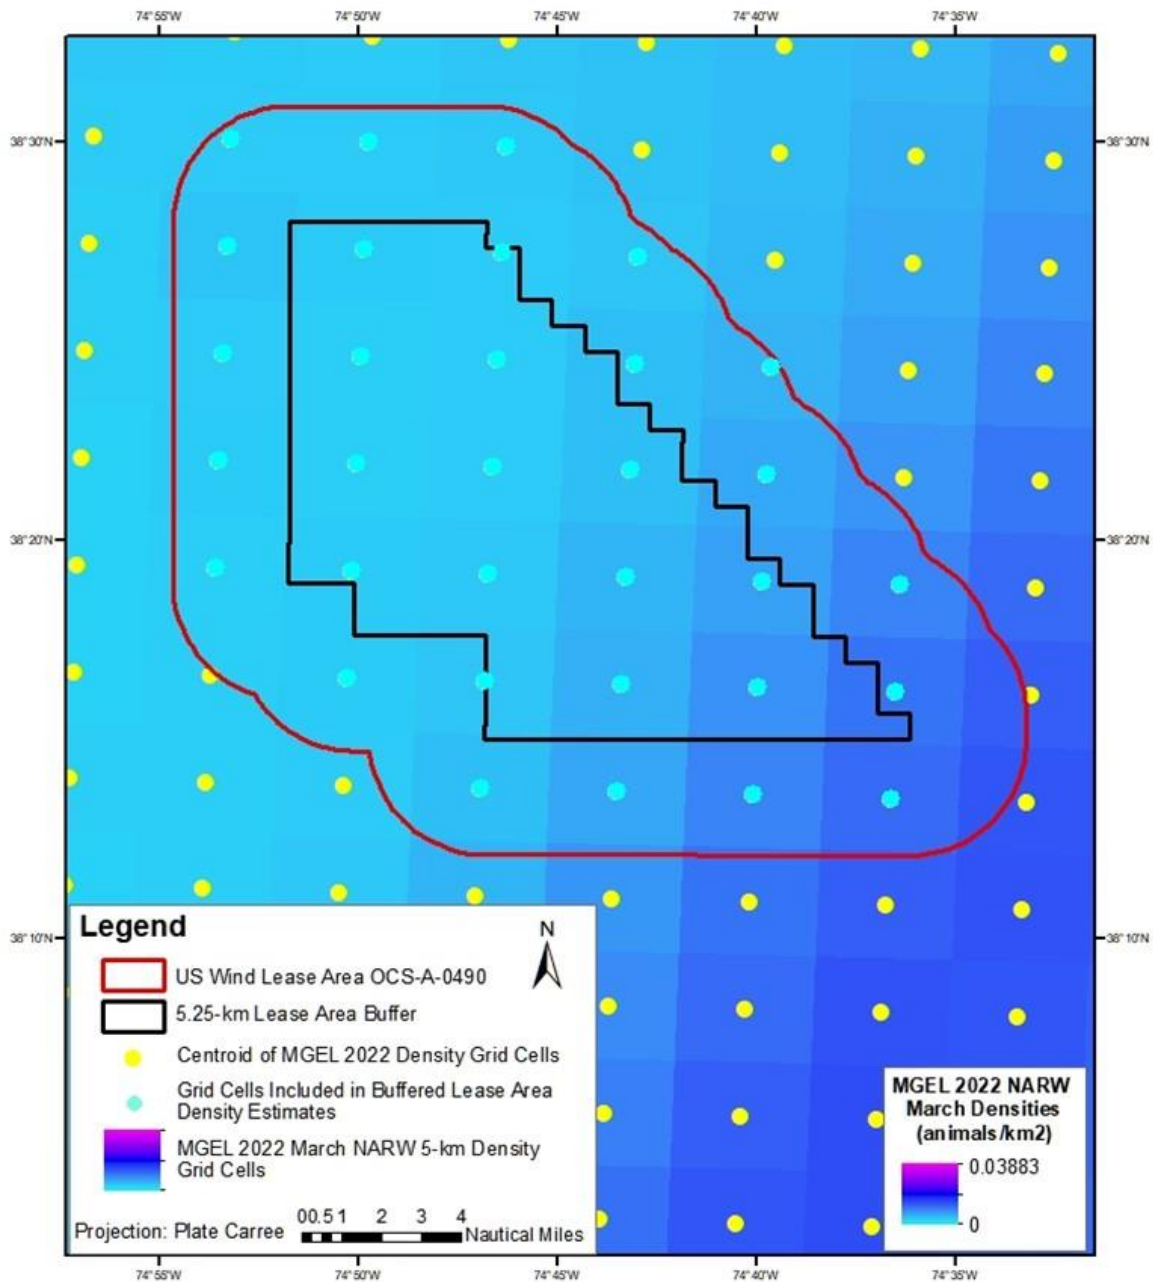 74°55'W 74°50'W 74°45'W 74°40'W 74°35'W
38°30'N 38°30'N
38°20'N 38°20'N
38°10'N 38°10'N
Legend
N
US Wind Lease Area OCS-A-0490
5.25-km Lease Area Buffer
Centroid of MGEL 2022 Density Grid Cells
Grid Cells Included in Buffered Lease Area
Density Estimates
MGEL 2022 March NARW 5-km Density
Grid Cells
Projection: Plate Carree
00.5 1 2 3 4
Nautical Miles
MGEL 2022 NARW
March Densities
(animals/km2)
0.03883
0
74°55'W 74°50'W 74°45'W 74°40'W 74°35'W